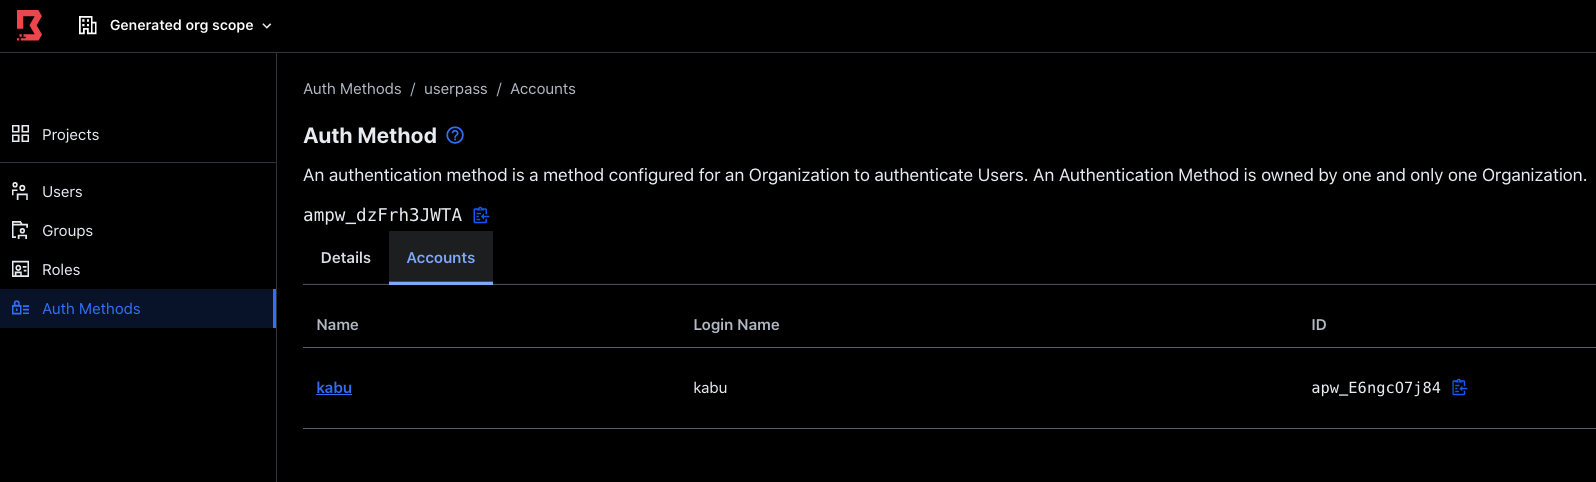 Generated org scope
Auth Methods / userpass / Accounts
Projects
Auth Method
An authentication method is a method configured for an Organization to authenticate Users. An Authentication Method is owned by one and only one Organization.
Users
ampw_dzFrh3JWTA
Groups
Details Accounts
Roles
Auth Methods
Name Login Name ID
kabu kabu apw_E6ngcO7j84